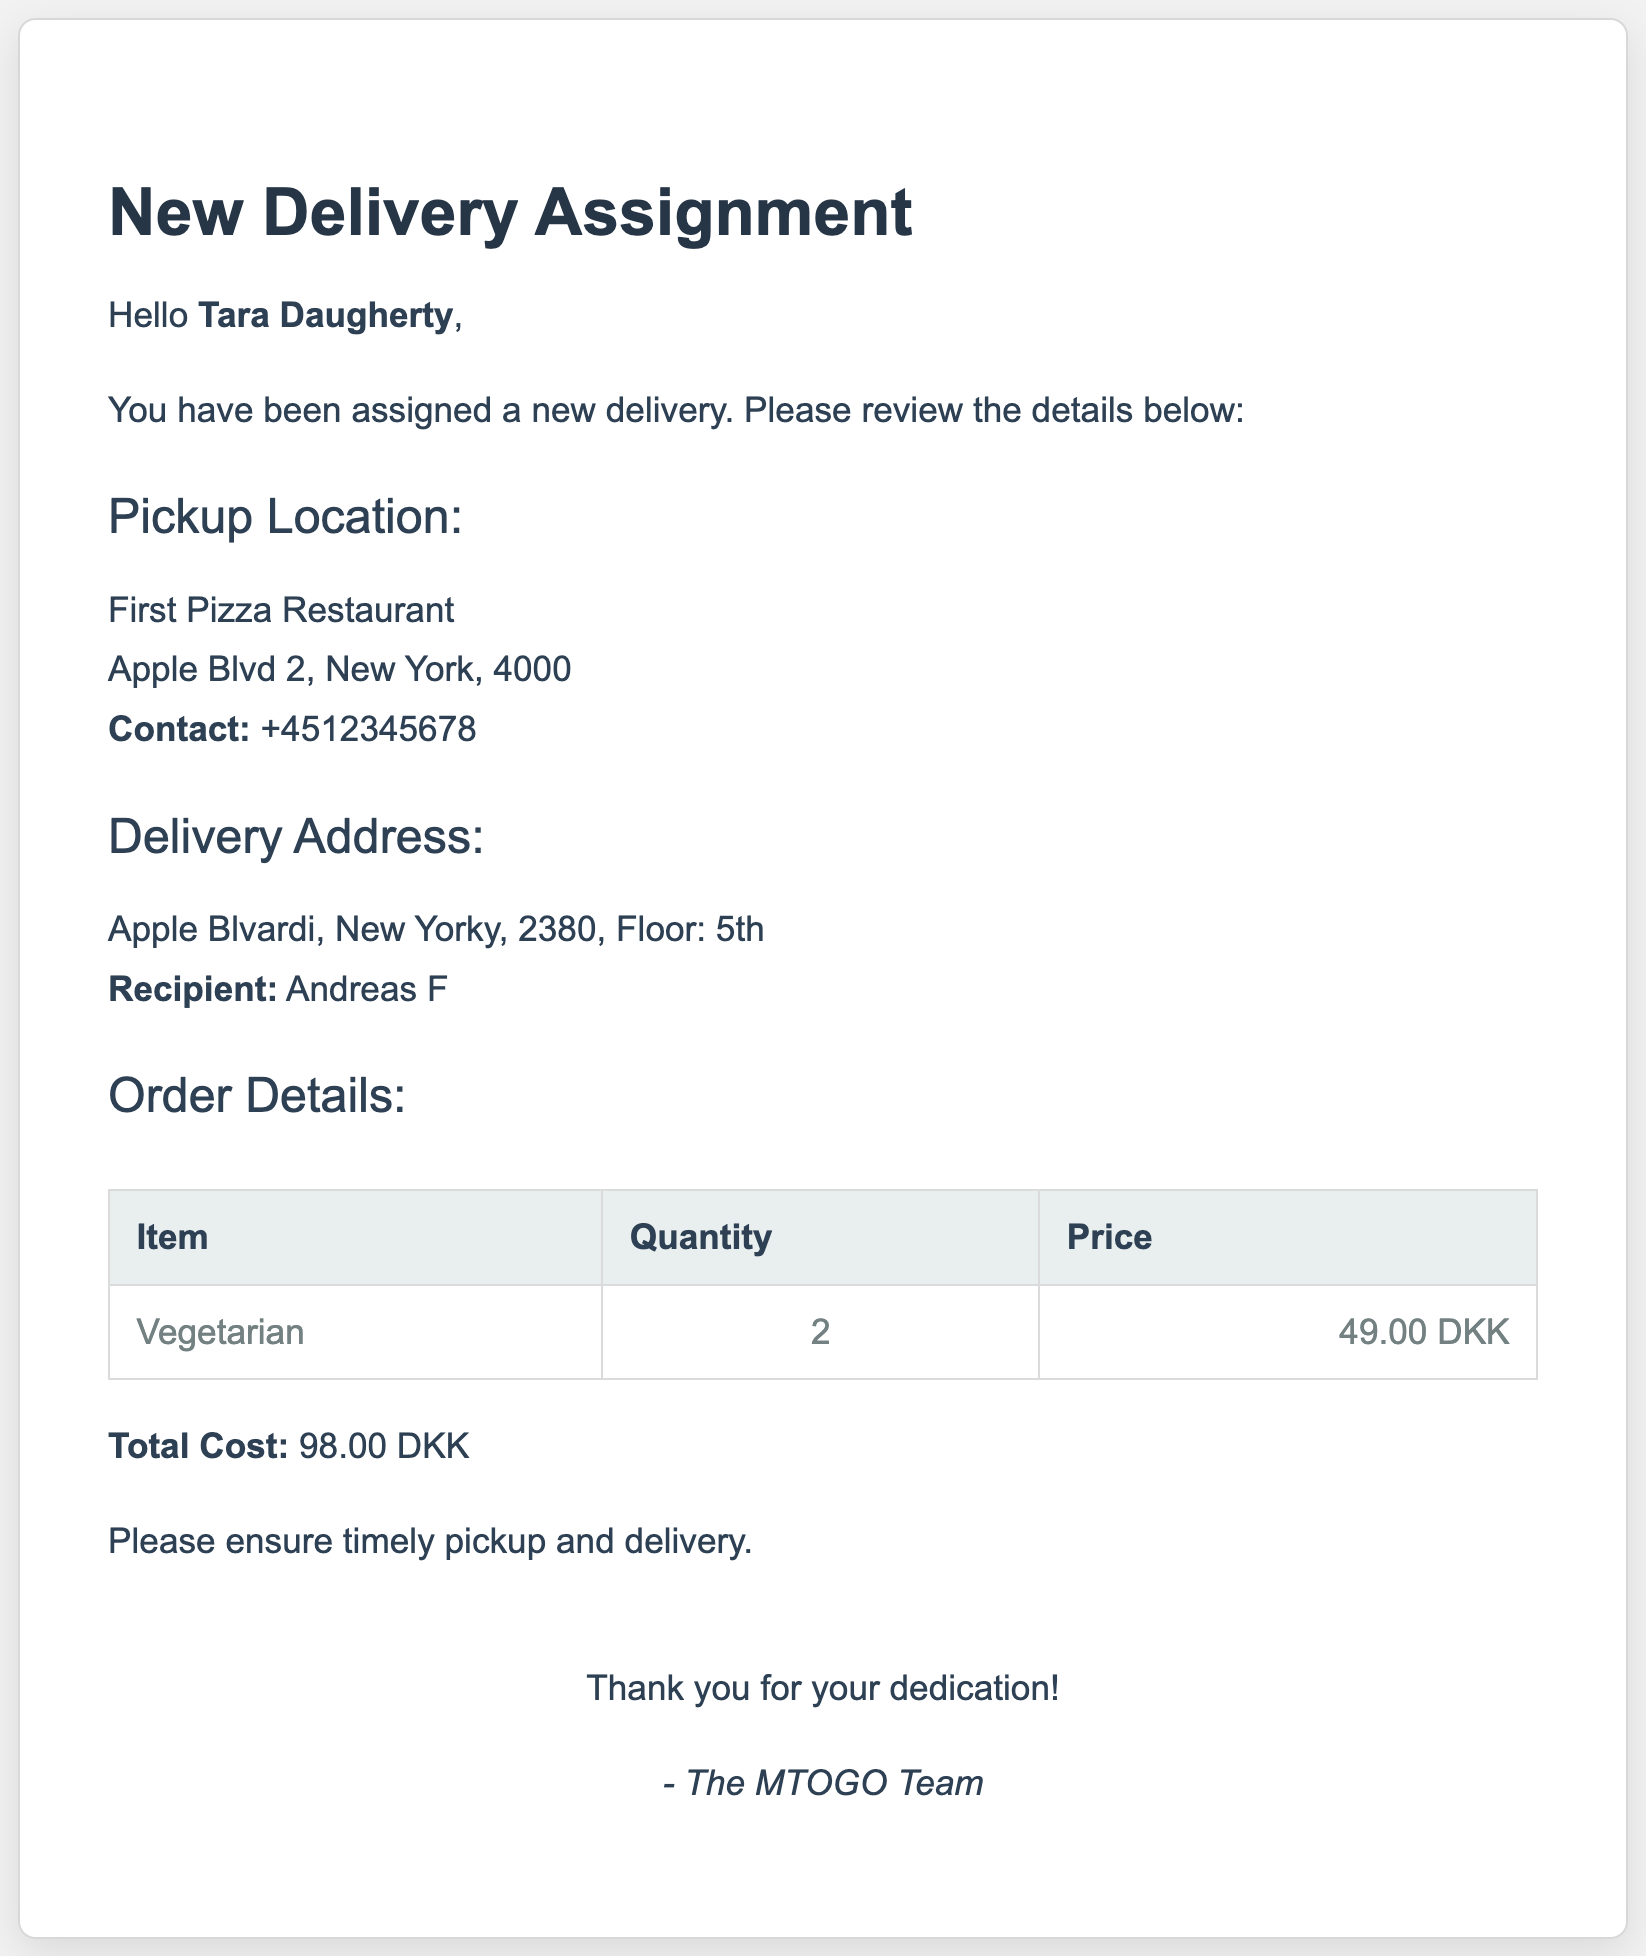 New Delivery Assignment
Hello Tara Daugherty,
You have been assigned a new delivery. Please review the details below:
Pickup Location:
First Pizza Restaurant
Apple Blvd 2, New York, 4000
Contact: +4512345678
Delivery Address:
Apple Blvardi, New Yorky, 2380, Floor: 5th
Recipient: Andreas F
Order Details:
Item Quantity Price
Vegetarian 2 49.00 DKK
Total Cost: 98.00 DKK
Please ensure timely pickup and delivery.
Thank you for your dedication!
- The MTOGO Team